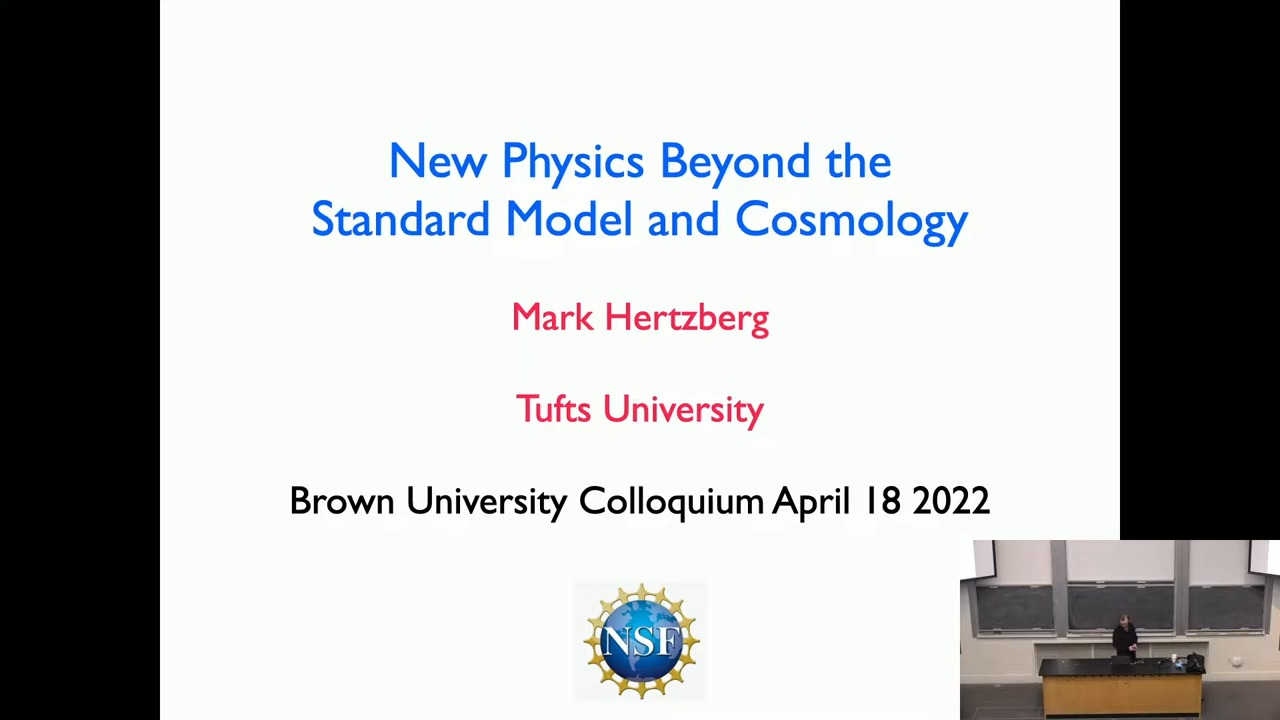 New Physics Beyond the
Standard Model and Cosmology
Mark Hertzberg
Tufts University
Brown University Colloquium April 18 2022
NSF